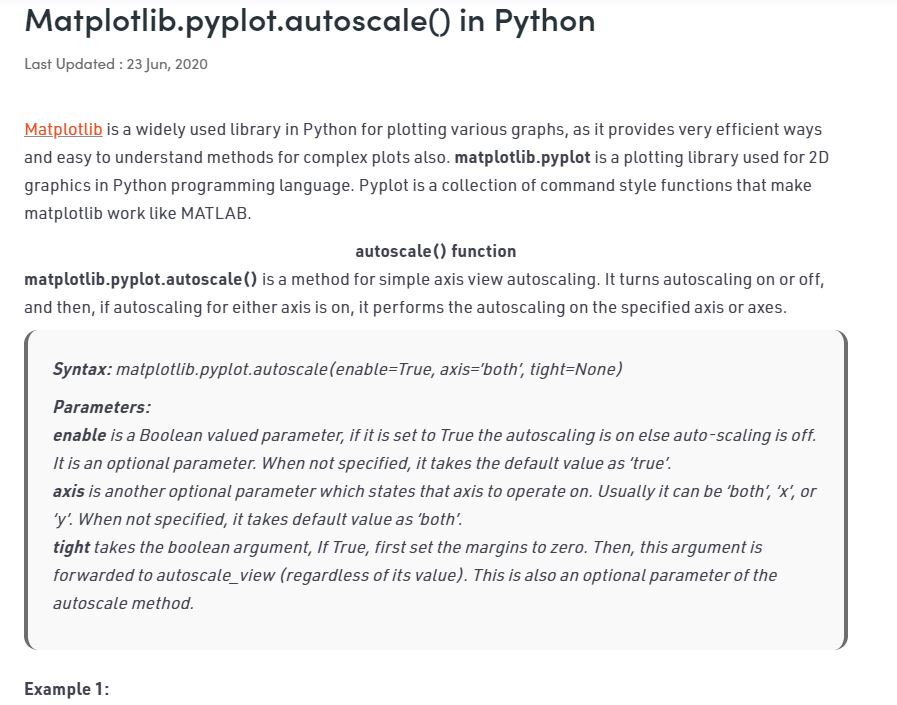 Matplotlib.pyplot.autoscale() in Python
Last Updated : 23 Jun, 2020
Matplotlib is a widely used library in Python for plotting various graphs, as it provides very efficient ways
and easy to understand methods for complex plots also. matplotlib.pyplot is a plotting library used for 2D
graphics in Python programming language. Pyplot is a collection of command style functions that make
matplotlib work like MATLAB.
autoscale() function
matplotlib.pyplot.autoscale() is a method for simple axis view autoscaling. It turns autoscaling on or off,
and then, if autoscaling for either axis is on, it performs the autoscaling on the specified axis or axes.
Syntax: matplotlib.pyplot.autoscale(enable=True, axis=’both’, tight=None)
Parameters:
enable is a Boolean valued parameter, if it is set to True the autoscaling is on else auto-scaling is off.
It is an optional parameter. When not specified, it takes the default value as ‘true’.
axis is another optional parameter which states that axis to operate on. Usually it can be ‘both’, ‘x’, or
‘y’. When not specified, it takes default value as ‘both’.
tight takes the boolean argument, If True, first set the margins to zero. Then, this argument is
forwarded to autoscale_view (regardless of its value). This is also an optional parameter of the
autoscale method.
Example 1: